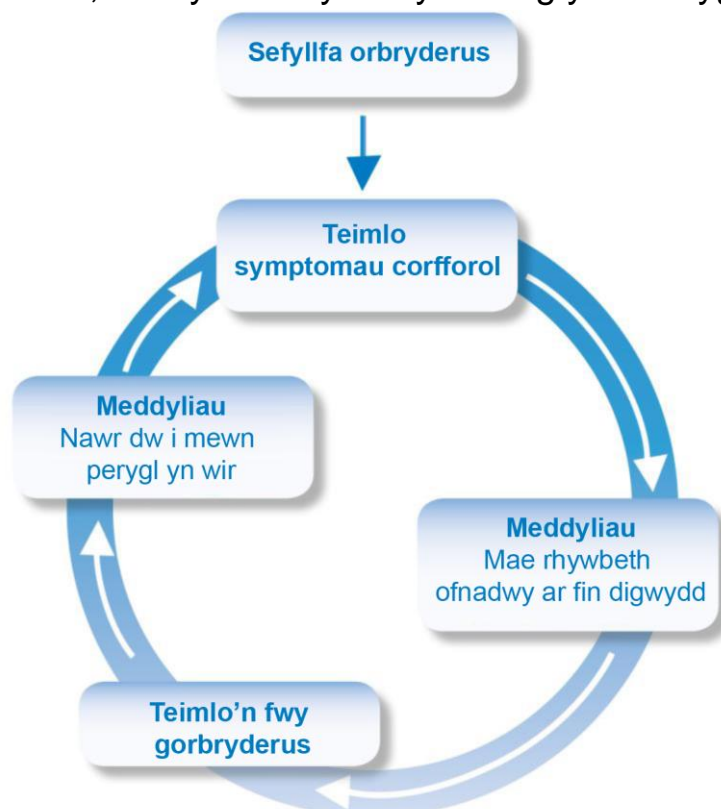 Sefyllfa orbryderus
Teimlo
symptomau corfforol
Meddyliau
Mae rhywbeth
ofnadwy ar fin digwydd
Teimlo'n fwy
gorbryderus
Meddyliau
Nawr dw i mewn
perygl yn wir